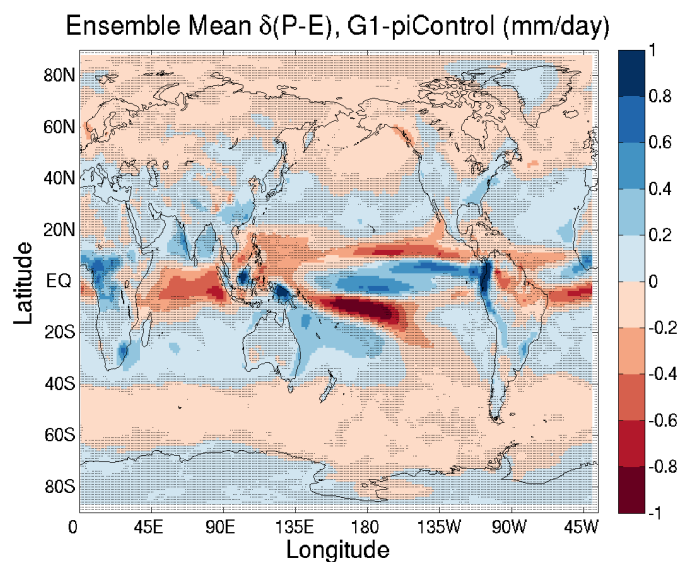 Ensemble Mean δ(P-E), G1-piControl (mm/day)
80N
60N
40N
20N
EQ
20S
40S
60S
80S
Latitude
0 45E 90E 135E 180 135W 90W 45W
Longitude
1
0.8
0.6
0.4
0.2
0
-0.2
-0.4
-0.6
-0.8
-1